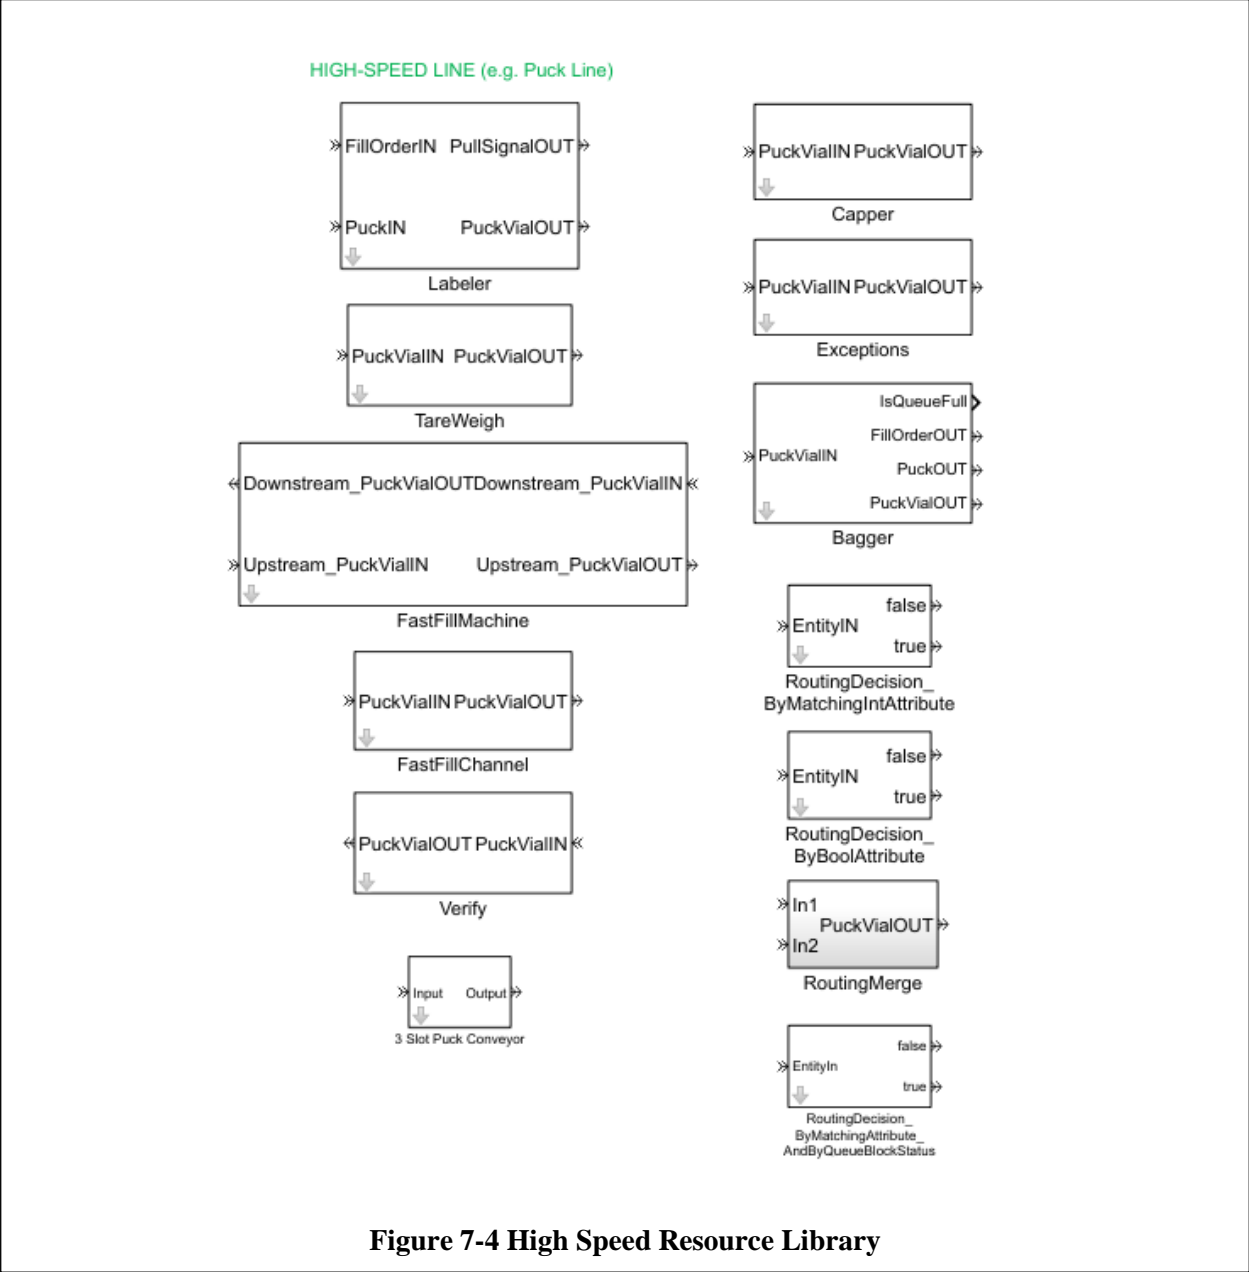 HIGH-SPEED LINE (e.g. Puck Line)
FillOrderIN PullSignalOUT
PuckIN PuckVialOUT
Labeler
PuckVialIN PuckVialOUT
TareWeigh
Downstream_PuckVialOUT Downstream_PuckVialIN
Upstream_PuckVialIN Upstream_PuckVialOUT
FastFillMachine
PuckVialIN PuckVialOUT
FastFillChannel
PuckVialOUT PuckVialIN
Verify
Input Output
3 Slot Puck Conveyor
PuckVialIN PuckVialOUT
Capper
PuckVialIN PuckVialOUT
Exceptions
IsQueueFull
FillOrderOUT
PuckVialIN
PuckOUT
PuckVialOUT
Bagger
false
EntityIN
true
RoutingDecision_
ByMatchingIntAttribute
false
EntityIN
true
RoutingDecision_
ByBoolAttribute
In1
PuckVialOUT
In2
RoutingMerge
false
EntityIn
true
RoutingDecision_
ByMatchingAttribute_
AndByQueueBlockStatus
Figure 7-4 High Speed Resource Library